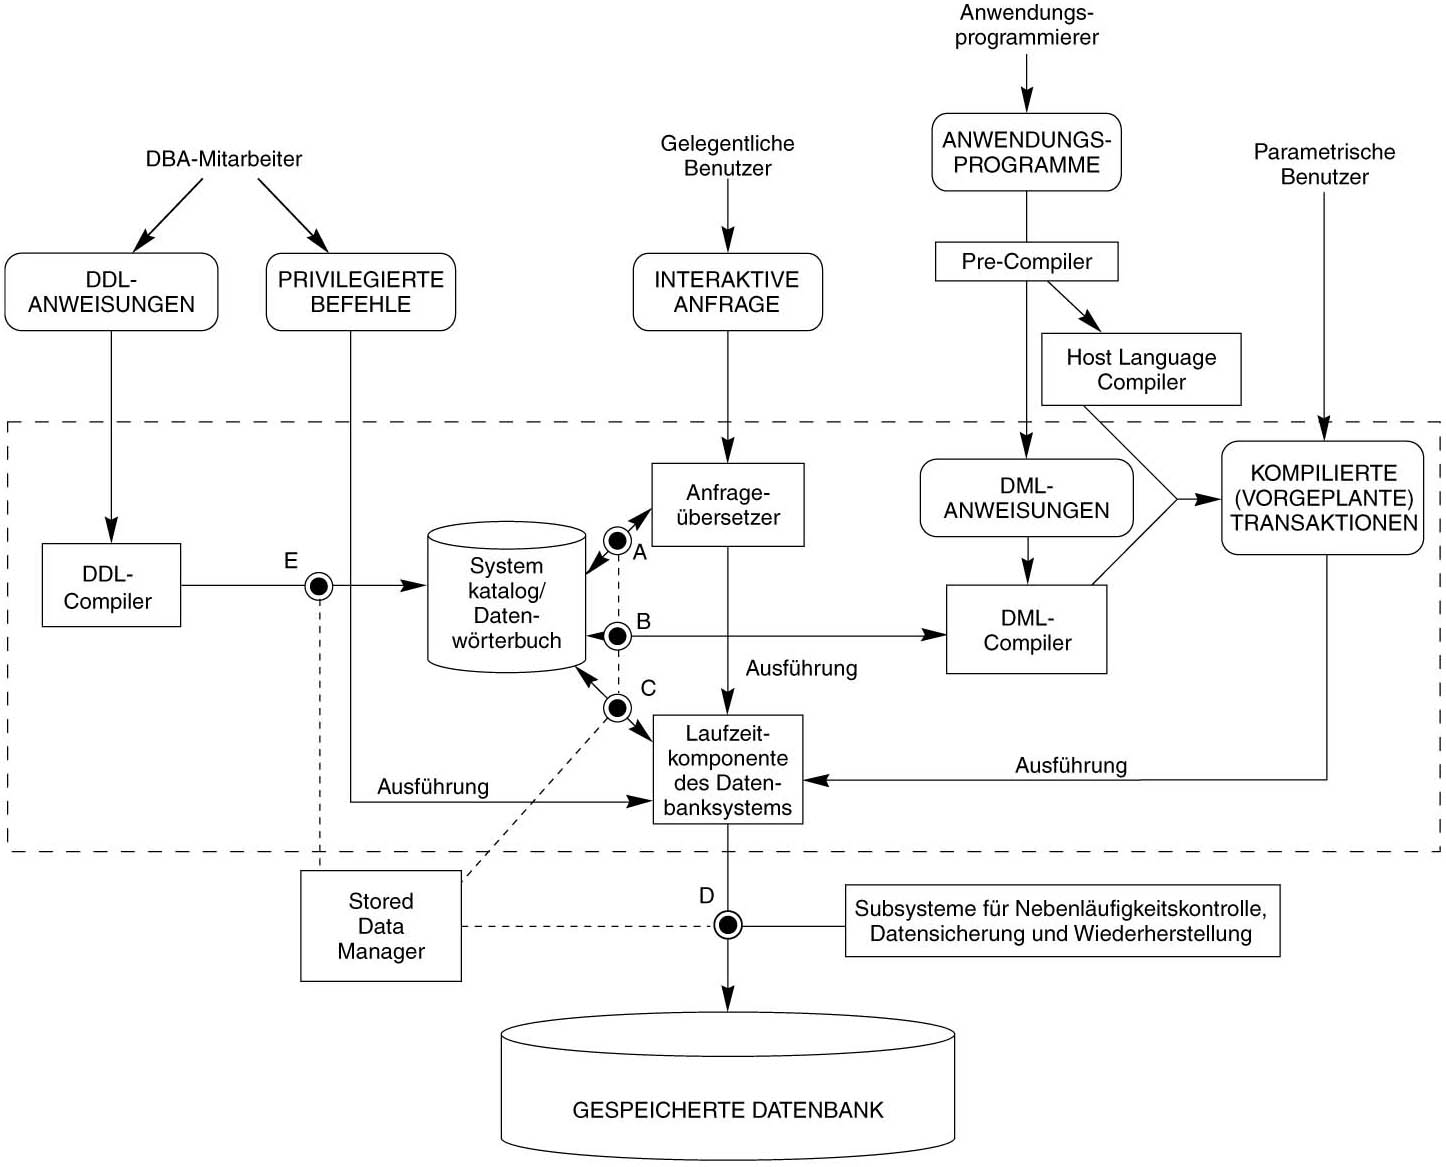 Anwendungs-
programmierer
DBA-Mitarbeiter
Gelegentliche
Benutzer
ANWENDUNGS-
PROGRAMME
Parametrische
Benutzer
DDL-
ANWEISUNGEN
PRIVILEGIERTE
BEFEHLE
INTERAKTIVE
ANFRAGE
Pre-Compiler
Host Language
Compiler
Anfrage-
übersetzer
DML-
ANWEISUNGEN
KOMPILIERTE
(VORGEPLANTE)
TRANSAKTIONEN
DDL-
Compiler
E
System
katalog/
Daten-
wörterbuch
A
B
C
DML-
Compiler
Ausführung
Laufzeit-
komponente
des Daten-
banksystems
Ausführung
Ausführung
Stored
Data
Manager
D
Subsysteme für Nebenläufigkeitskontrolle,
Datensicherung und Wiederherstellung
GESPEICHERTE DATENBANK